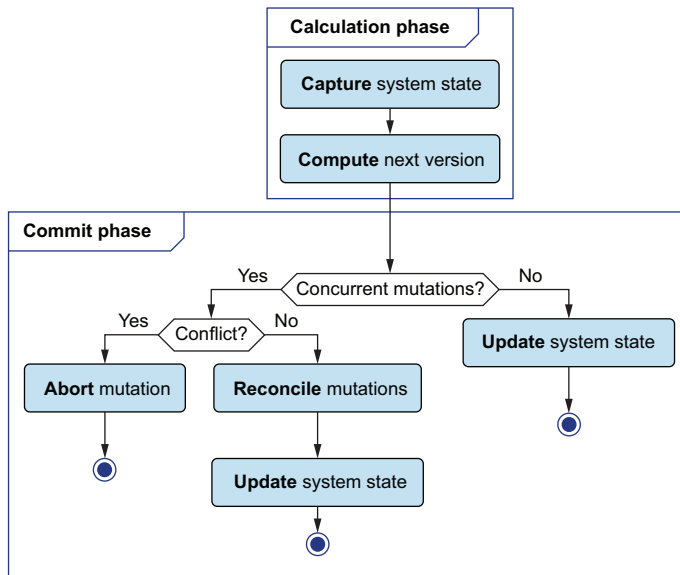 Calculation phase
Capture system state
Compute next version
Commit phase
Yes
Concurrent mutations?
No
Yes
Conflict?
No
Update system state
Abort mutation
Reconcile mutations
Update system state